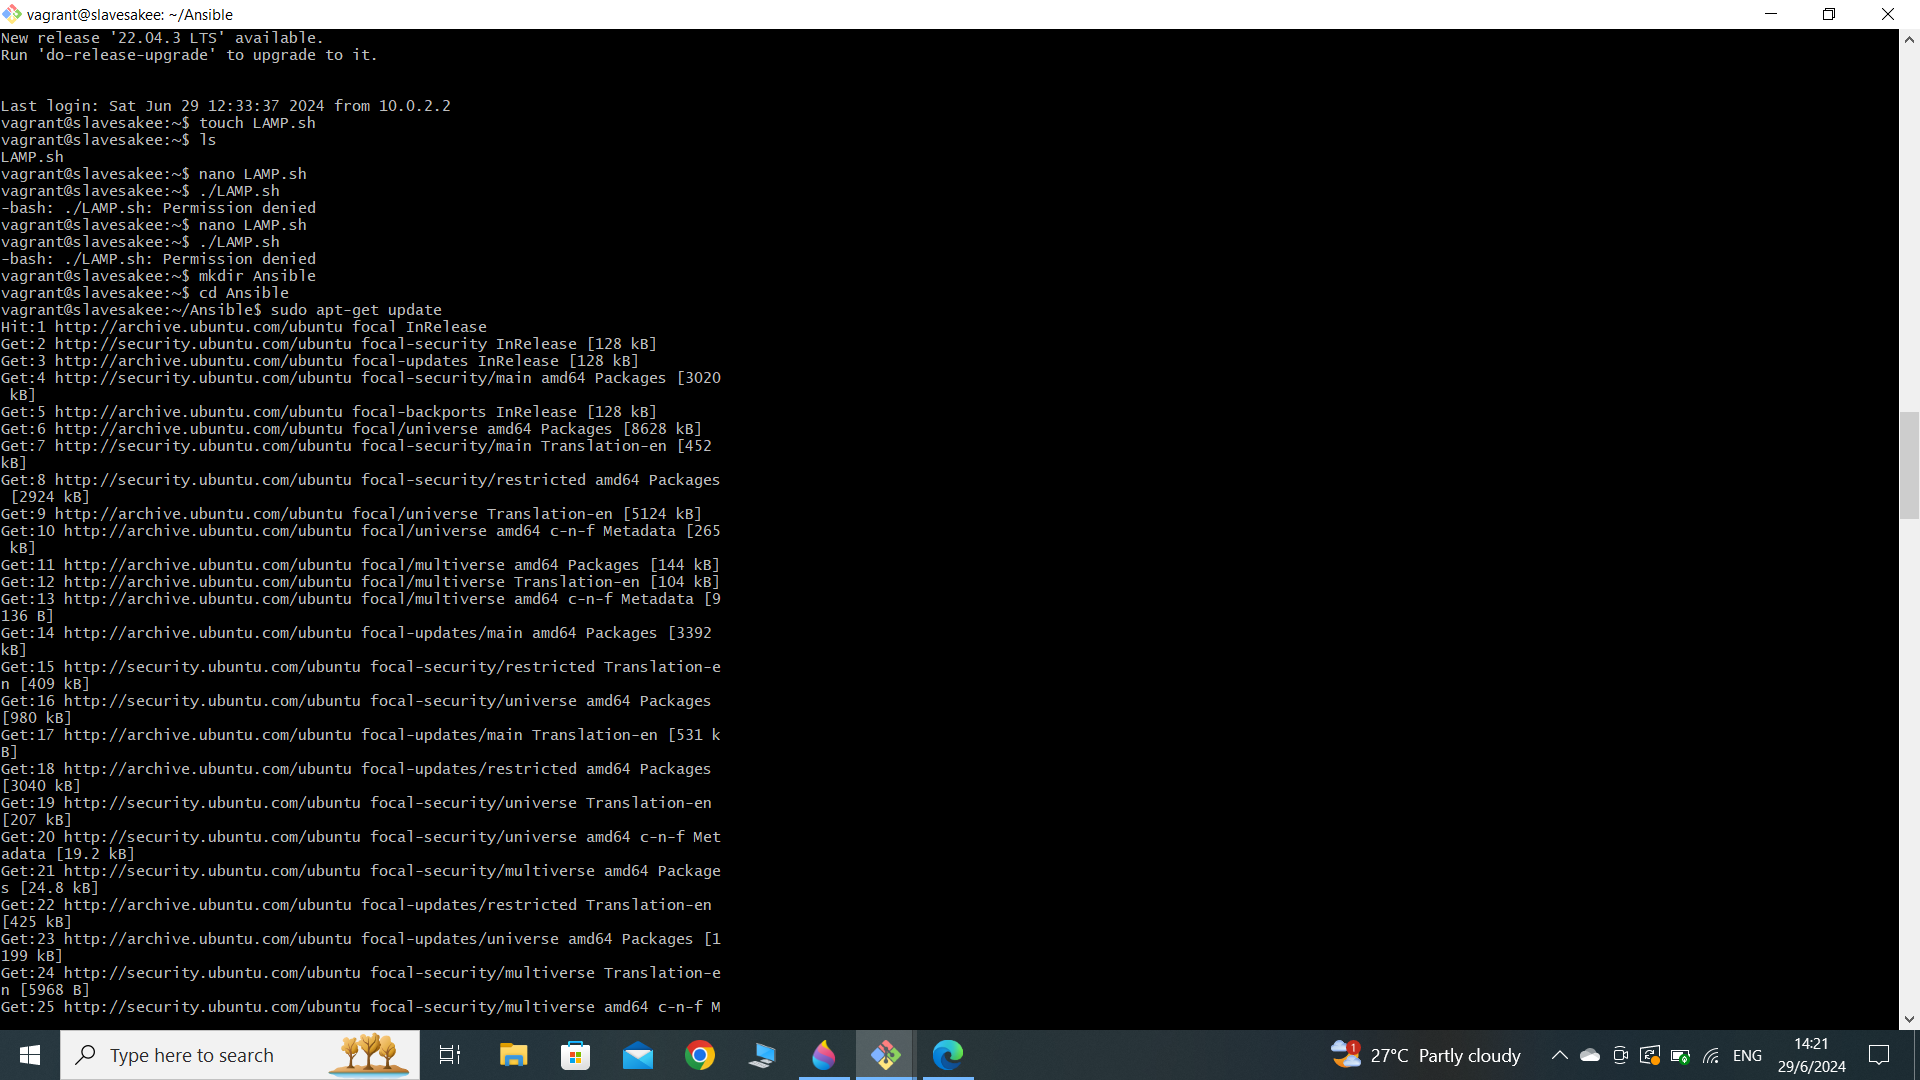 vagrant@slavesakee: ~/Ansible
New release '22.04.3 LTS' available.
Run 'do-release-upgrade' to upgrade to it.
Last login: Sat Jun 29 12:33:37 2024 from 10.0.2.2
vagrant@slavesakee:~$ touch LAMP.sh
vagrant@slavesakee:~$ ls
LAMP.sh
vagrant@slavesakee:~$ nano LAMP.sh
vagrant@slavesakee:~$ ./LAMP.sh
-bash: ./LAMP.sh: Permission denied
vagrant@slavesakee:~$ nano LAMP.sh
vagrant@slavesakee:~$ ./LAMP.sh
-bash: ./LAMP.sh: Permission denied
vagrant@slavesakee:~$ mkdir Ansible
vagrant@slavesakee:~$ cd Ansible
vagrant@slavesakee:~/Ansible$ sudo apt-get update
Hit:1 http://archive.ubuntu.com/ubuntu focal InRelease
Get:2 http://security.ubuntu.com/ubuntu focal-security InRelease [128 kB]
Get:3 http://archive.ubuntu.com/ubuntu focal-updates InRelease [128 kB]
Get:4 http://security.ubuntu.com/ubuntu focal-security/main amd64 Packages [3020
 kB]
Get:5 http://archive.ubuntu.com/ubuntu focal-backports InRelease [128 kB]
Get:6 http://archive.ubuntu.com/ubuntu focal/universe amd64 Packages [8628 kB]
Get:7 http://security.ubuntu.com/ubuntu focal-security/main Translation-en [452
kB]
Get:8 http://security.ubuntu.com/ubuntu focal-security/restricted amd64 Packages
 [2924 kB]
Get:9 http://archive.ubuntu.com/ubuntu focal/universe Translation-en [5124 kB]
Get:10 http://archive.ubuntu.com/ubuntu focal/universe amd64 c-n-f Metadata [265
 kB]
Get:11 http://archive.ubuntu.com/ubuntu focal/multiverse amd64 Packages [144 kB]
Get:12 http://archive.ubuntu.com/ubuntu focal/multiverse Translation-en [104 kB]
Get:13 http://archive.ubuntu.com/ubuntu focal/multiverse amd64 c-n-f Metadata [9
136 B]
Get:14 http://archive.ubuntu.com/ubuntu focal-updates/main amd64 Packages [3392
kB]
Get:15 http://security.ubuntu.com/ubuntu focal-security/restricted Translation-e
n [409 kB]
Get:16 http://security.ubuntu.com/ubuntu focal-security/universe amd64 Packages
[980 kB]
Get:17 http://archive.ubuntu.com/ubuntu focal-updates/main Translation-en [531 k
B]
Get:18 http://archive.ubuntu.com/ubuntu focal-updates/restricted amd64 Packages
[3040 kB]
Get:19 http://security.ubuntu.com/ubuntu focal-security/universe Translation-en
[207 kB]
Get:20 http://security.ubuntu.com/ubuntu focal-security/universe amd64 c-n-f Met
adata [19.2 kB]
Get:21 http://security.ubuntu.com/ubuntu focal-security/multiverse amd64 Package
s [24.8 kB]
Get:22 http://archive.ubuntu.com/ubuntu focal-updates/restricted Translation-en
[425 kB]
Get:23 http://archive.ubuntu.com/ubuntu focal-updates/universe amd64 Packages [1
199 kB]
Get:24 http://security.ubuntu.com/ubuntu focal-security/multiverse Translation-e
n [5968 B]
Get:25 http://security.ubuntu.com/ubuntu focal-security/multiverse amd64 c-n-f M
Type here to search
1
27°C Partly cloudy
ENG
14:21
29/6/2024